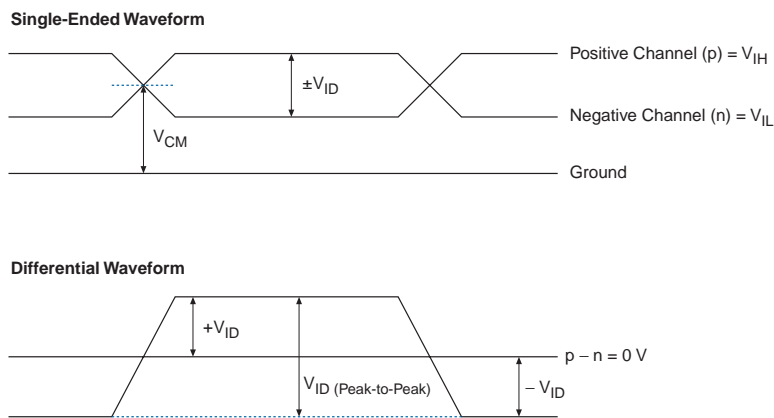 Single-Ended Waveform
Positive Channel (p) = VIH
±VID
Negative Channel (n) = VIL
VCM
Ground
Differential Waveform
+VID
p – n = 0 V
VID (Peak-to-Peak)
– VID